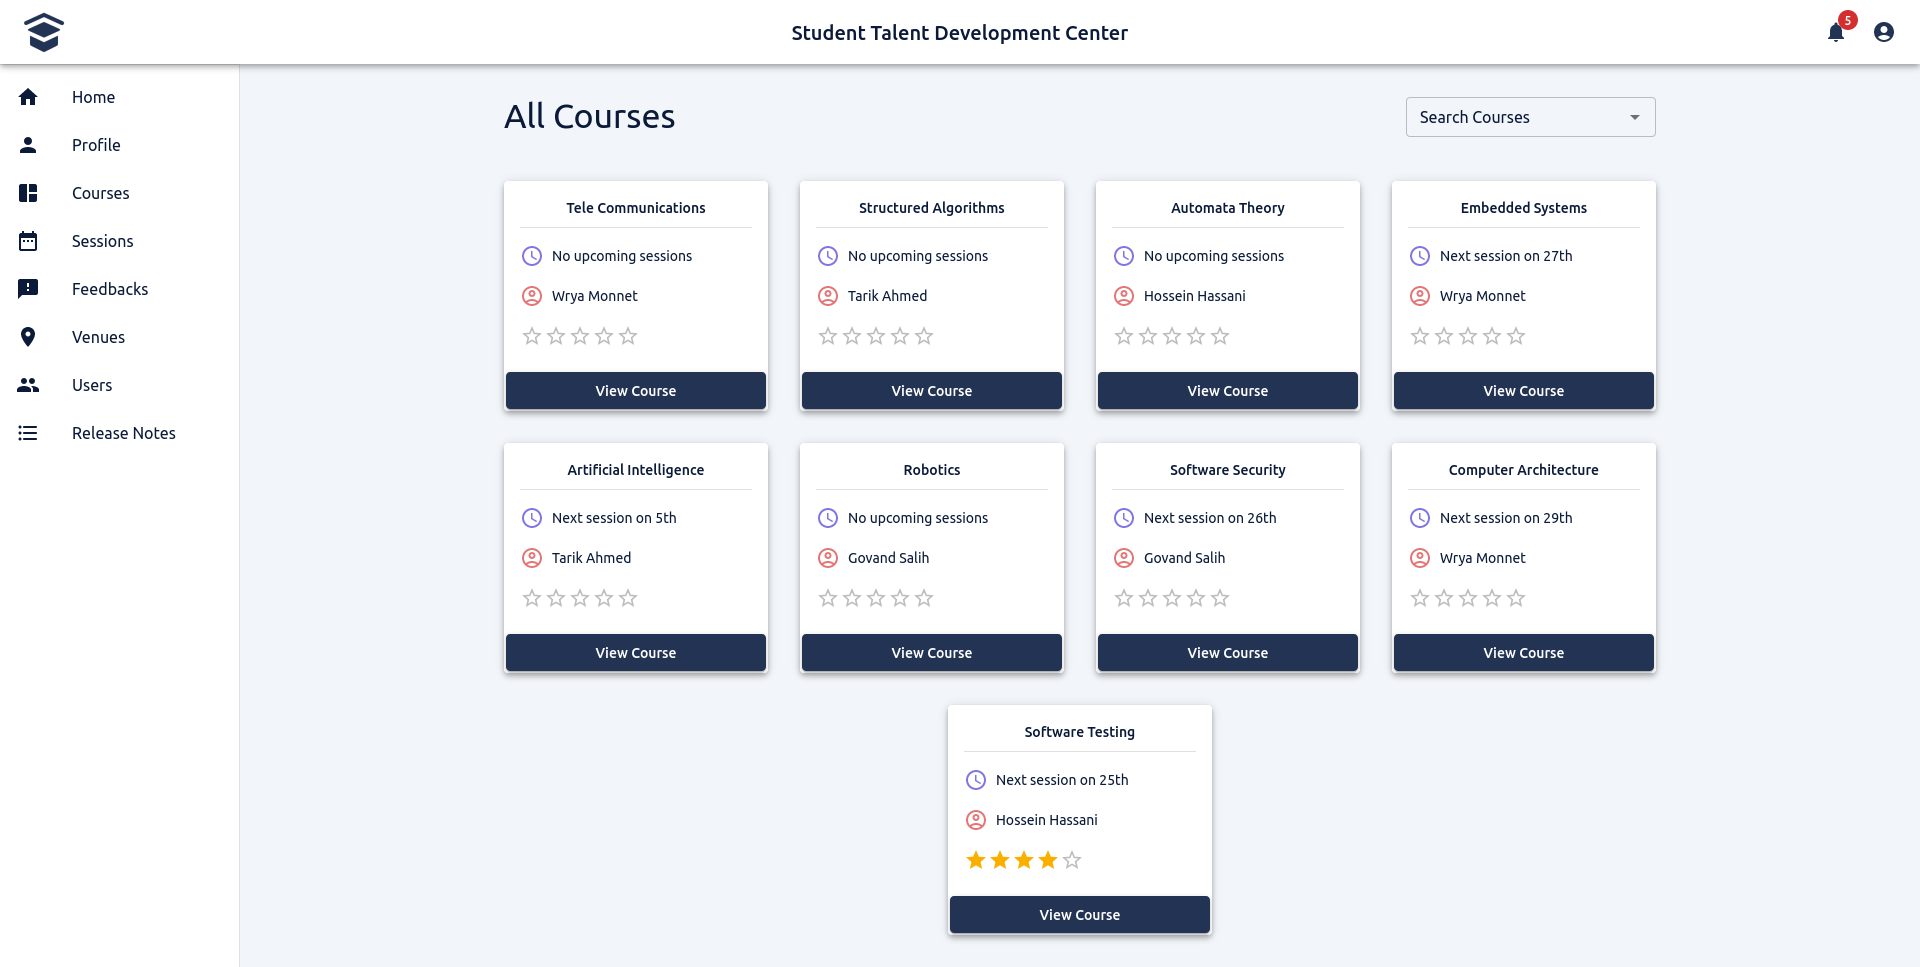 Student Talent Development Center
5
Home
Profile
Courses
Sessions
Feedbacks
Venues
Users
Release Notes
All Courses
Search Courses
Tele Communications
No upcoming sessions
Wrya Monnet
View Course
Structured Algorithms
No upcoming sessions
Tarik Ahmed
View Course
Automata Theory
No upcoming sessions
Hossein Hassani
View Course
Embedded Systems
Next session on 27th
Wrya Monnet
View Course
Artificial Intelligence
Next session on 5th
Tarik Ahmed
View Course
Robotics
No upcoming sessions
Govand Salih
View Course
Software Security
Next session on 26th
Govand Salih
View Course
Computer Architecture
Next session on 29th
Wrya Monnet
View Course
Software Testing
Next session on 25th
Hossein Hassani
View Course